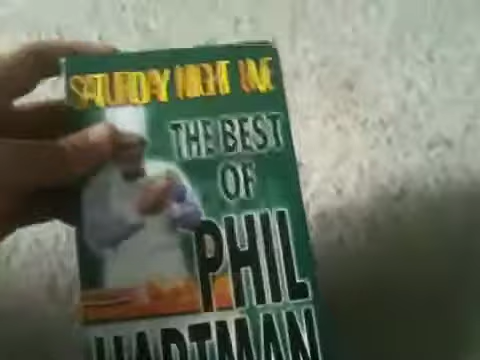 SATURDAY NIGHT LIVE
THE BEST
OF
PHIL
HARTMAN